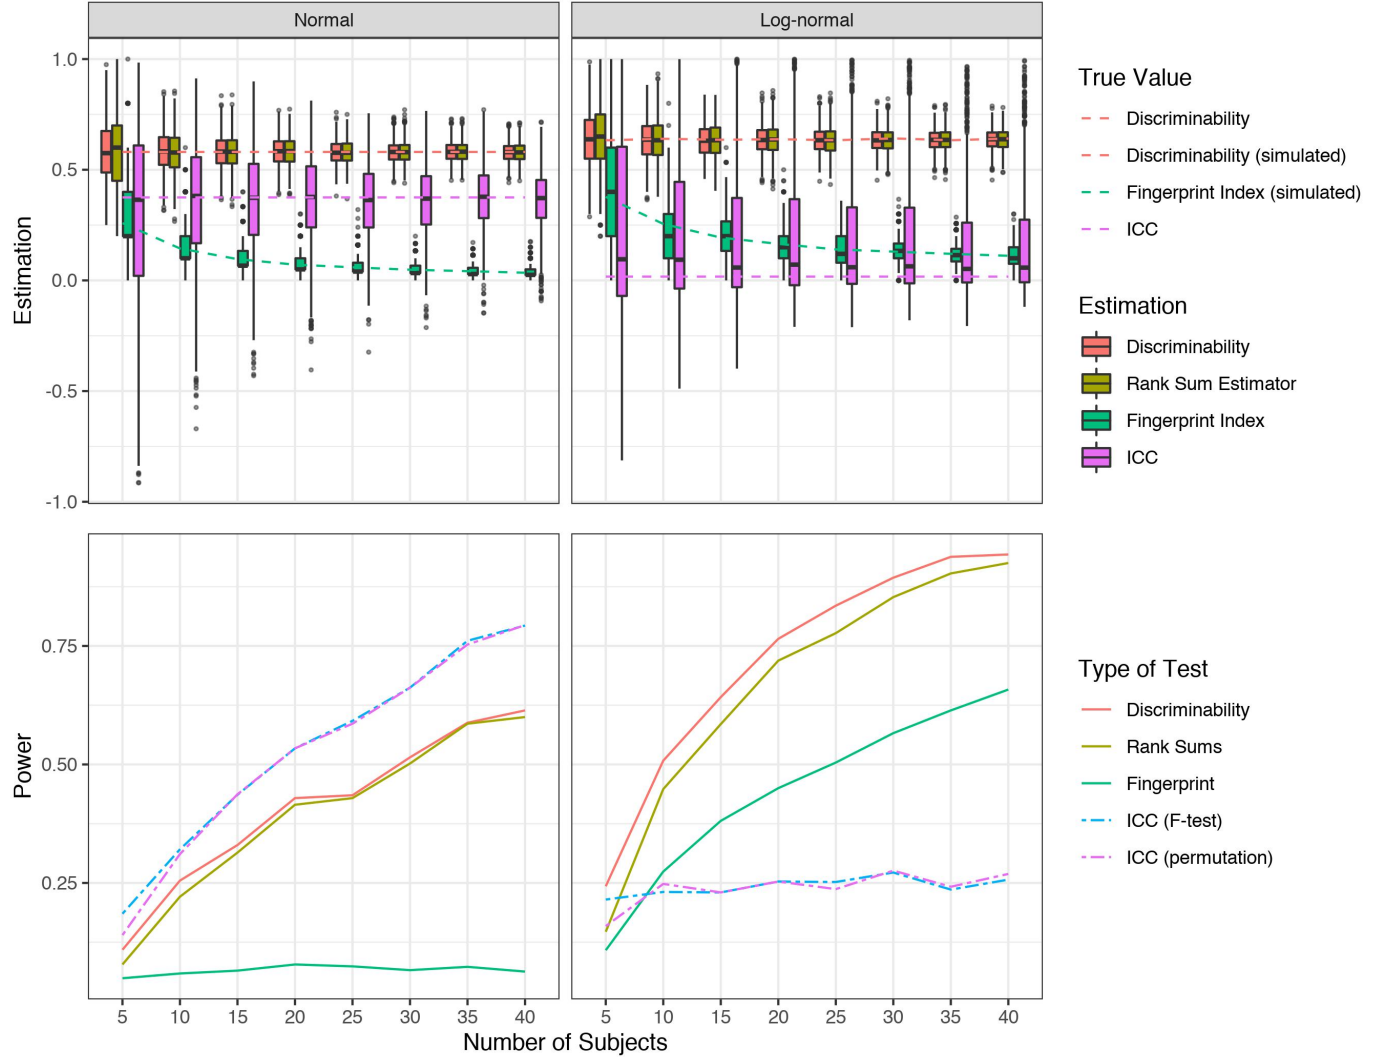 Normal
Log-normal
Estimation
1.0
0.5
0.0
-0.5
-1.0
True Value
Discriminability
Discriminability (simulated)
Fingerprint Index (simulated)
ICC
Estimation
Discriminability
Rank Sum Estimator
Fingerprint Index
ICC
Power
0.75
0.50
0.25
5 10 15 20 25 30 35 40
5 10 15 20 25 30 35 40
Number of Subjects
Type of Test
Discriminability
Rank Sums
Fingerprint
ICC (F-test)
ICC (permutation)